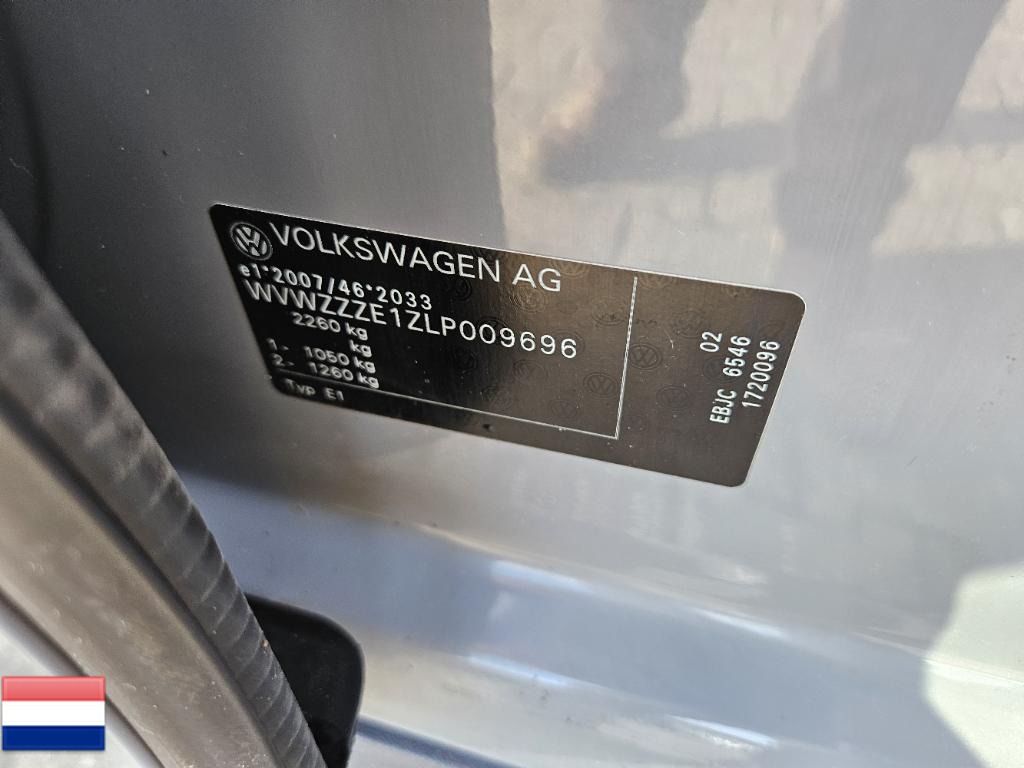 VOLKSWAGEN AG
e1*2007/46*2033
WVWZZZE1ZLP009696
2260 kg
kg
1.- 1050 kg
2.- 1260 kg
Typ E1
02
EBJC 6546
1720096